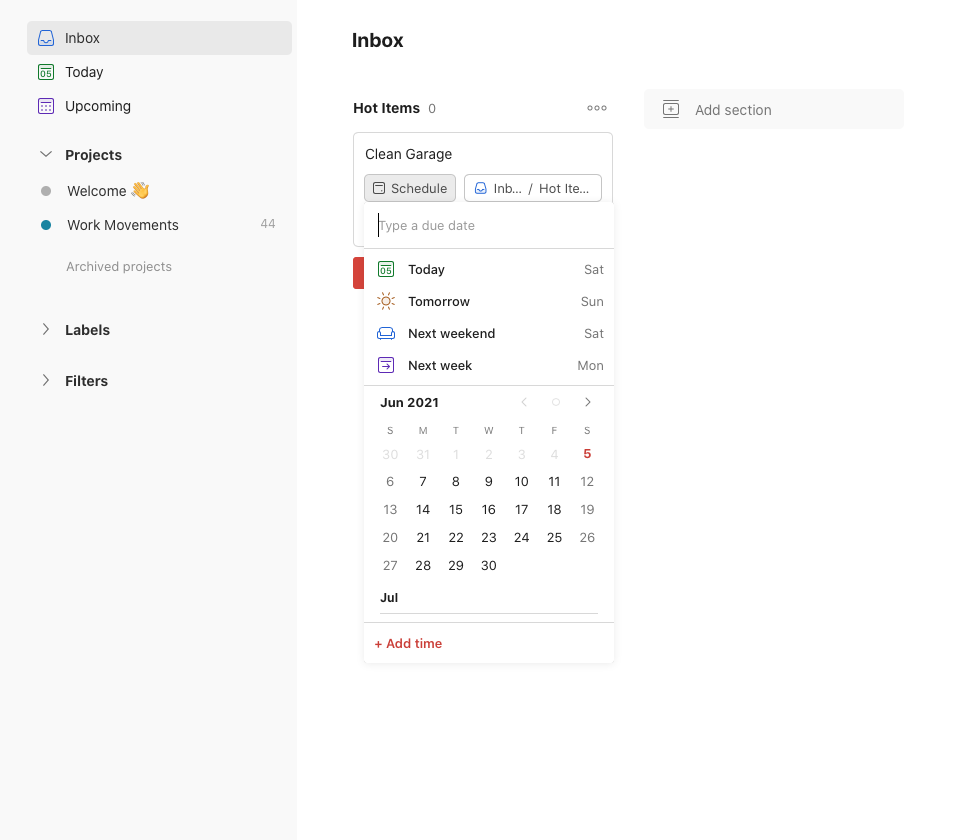 Inbox
05 Today
Upcoming
Projects
Welcome 👋
Work Movements 44
Archived projects
Labels
Filters
Inbox
Hot Items 0
Add section
Clean Garage
Schedule
Inb... / Hot Ite...
Type a due date
05 Today Sat
Tomorrow Sun
Next weekend Sat
Next week Mon
Jun 2021
S M T W T F S
30 31 1 2 3 4 5
6 7 8 9 10 11 12
13 14 15 16 17 18 19
20 21 22 23 24 25 26
27 28 29 30
Jul
+ Add time